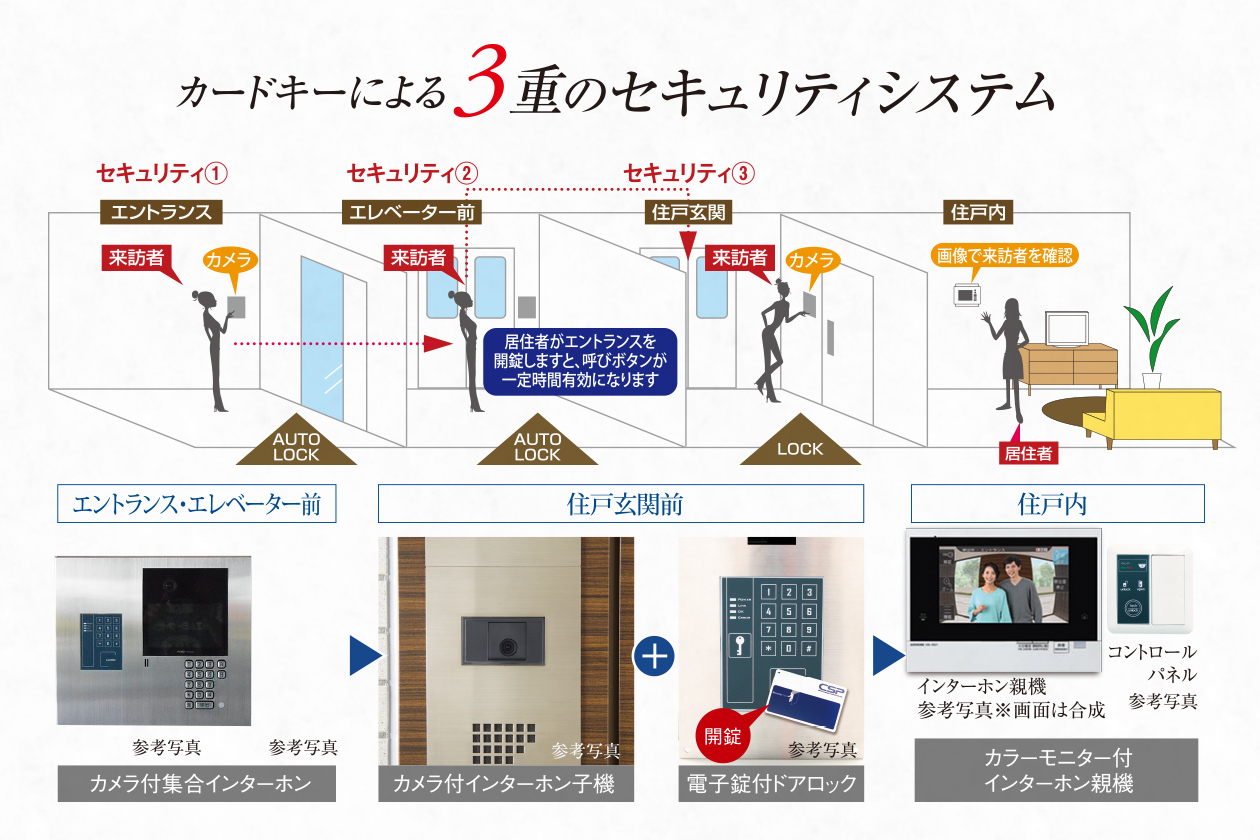 カードキーによる3重のセキュリティシステム
セキュリティ①
セキュリティ②
セキュリティ③
エントランス
エレベーター前
住戸玄関
住戸内
来訪者
カメラ
来訪者
来訪者
カメラ
画像で来訪者を確認
居住者がエントランスを
開錠しますと、呼びボタンが
一定時間有効になります
AUTO
LOCK
AUTO
LOCK
LOCK
居住者
エントランス・エレベーター前
住戸玄関前
住戸内
1 2 3
4 5 6
7 8 9
* 0 #
CSP
開錠
参考写真
参考写真
参考写真
参考写真
インターホン親機
参考写真※画面は合成
コントロール
パネル
参考写真
カメラ付集合インターホン
カメラ付インターホン子機
電子錠付ドアロック
カラーモニター付
インターホン親機